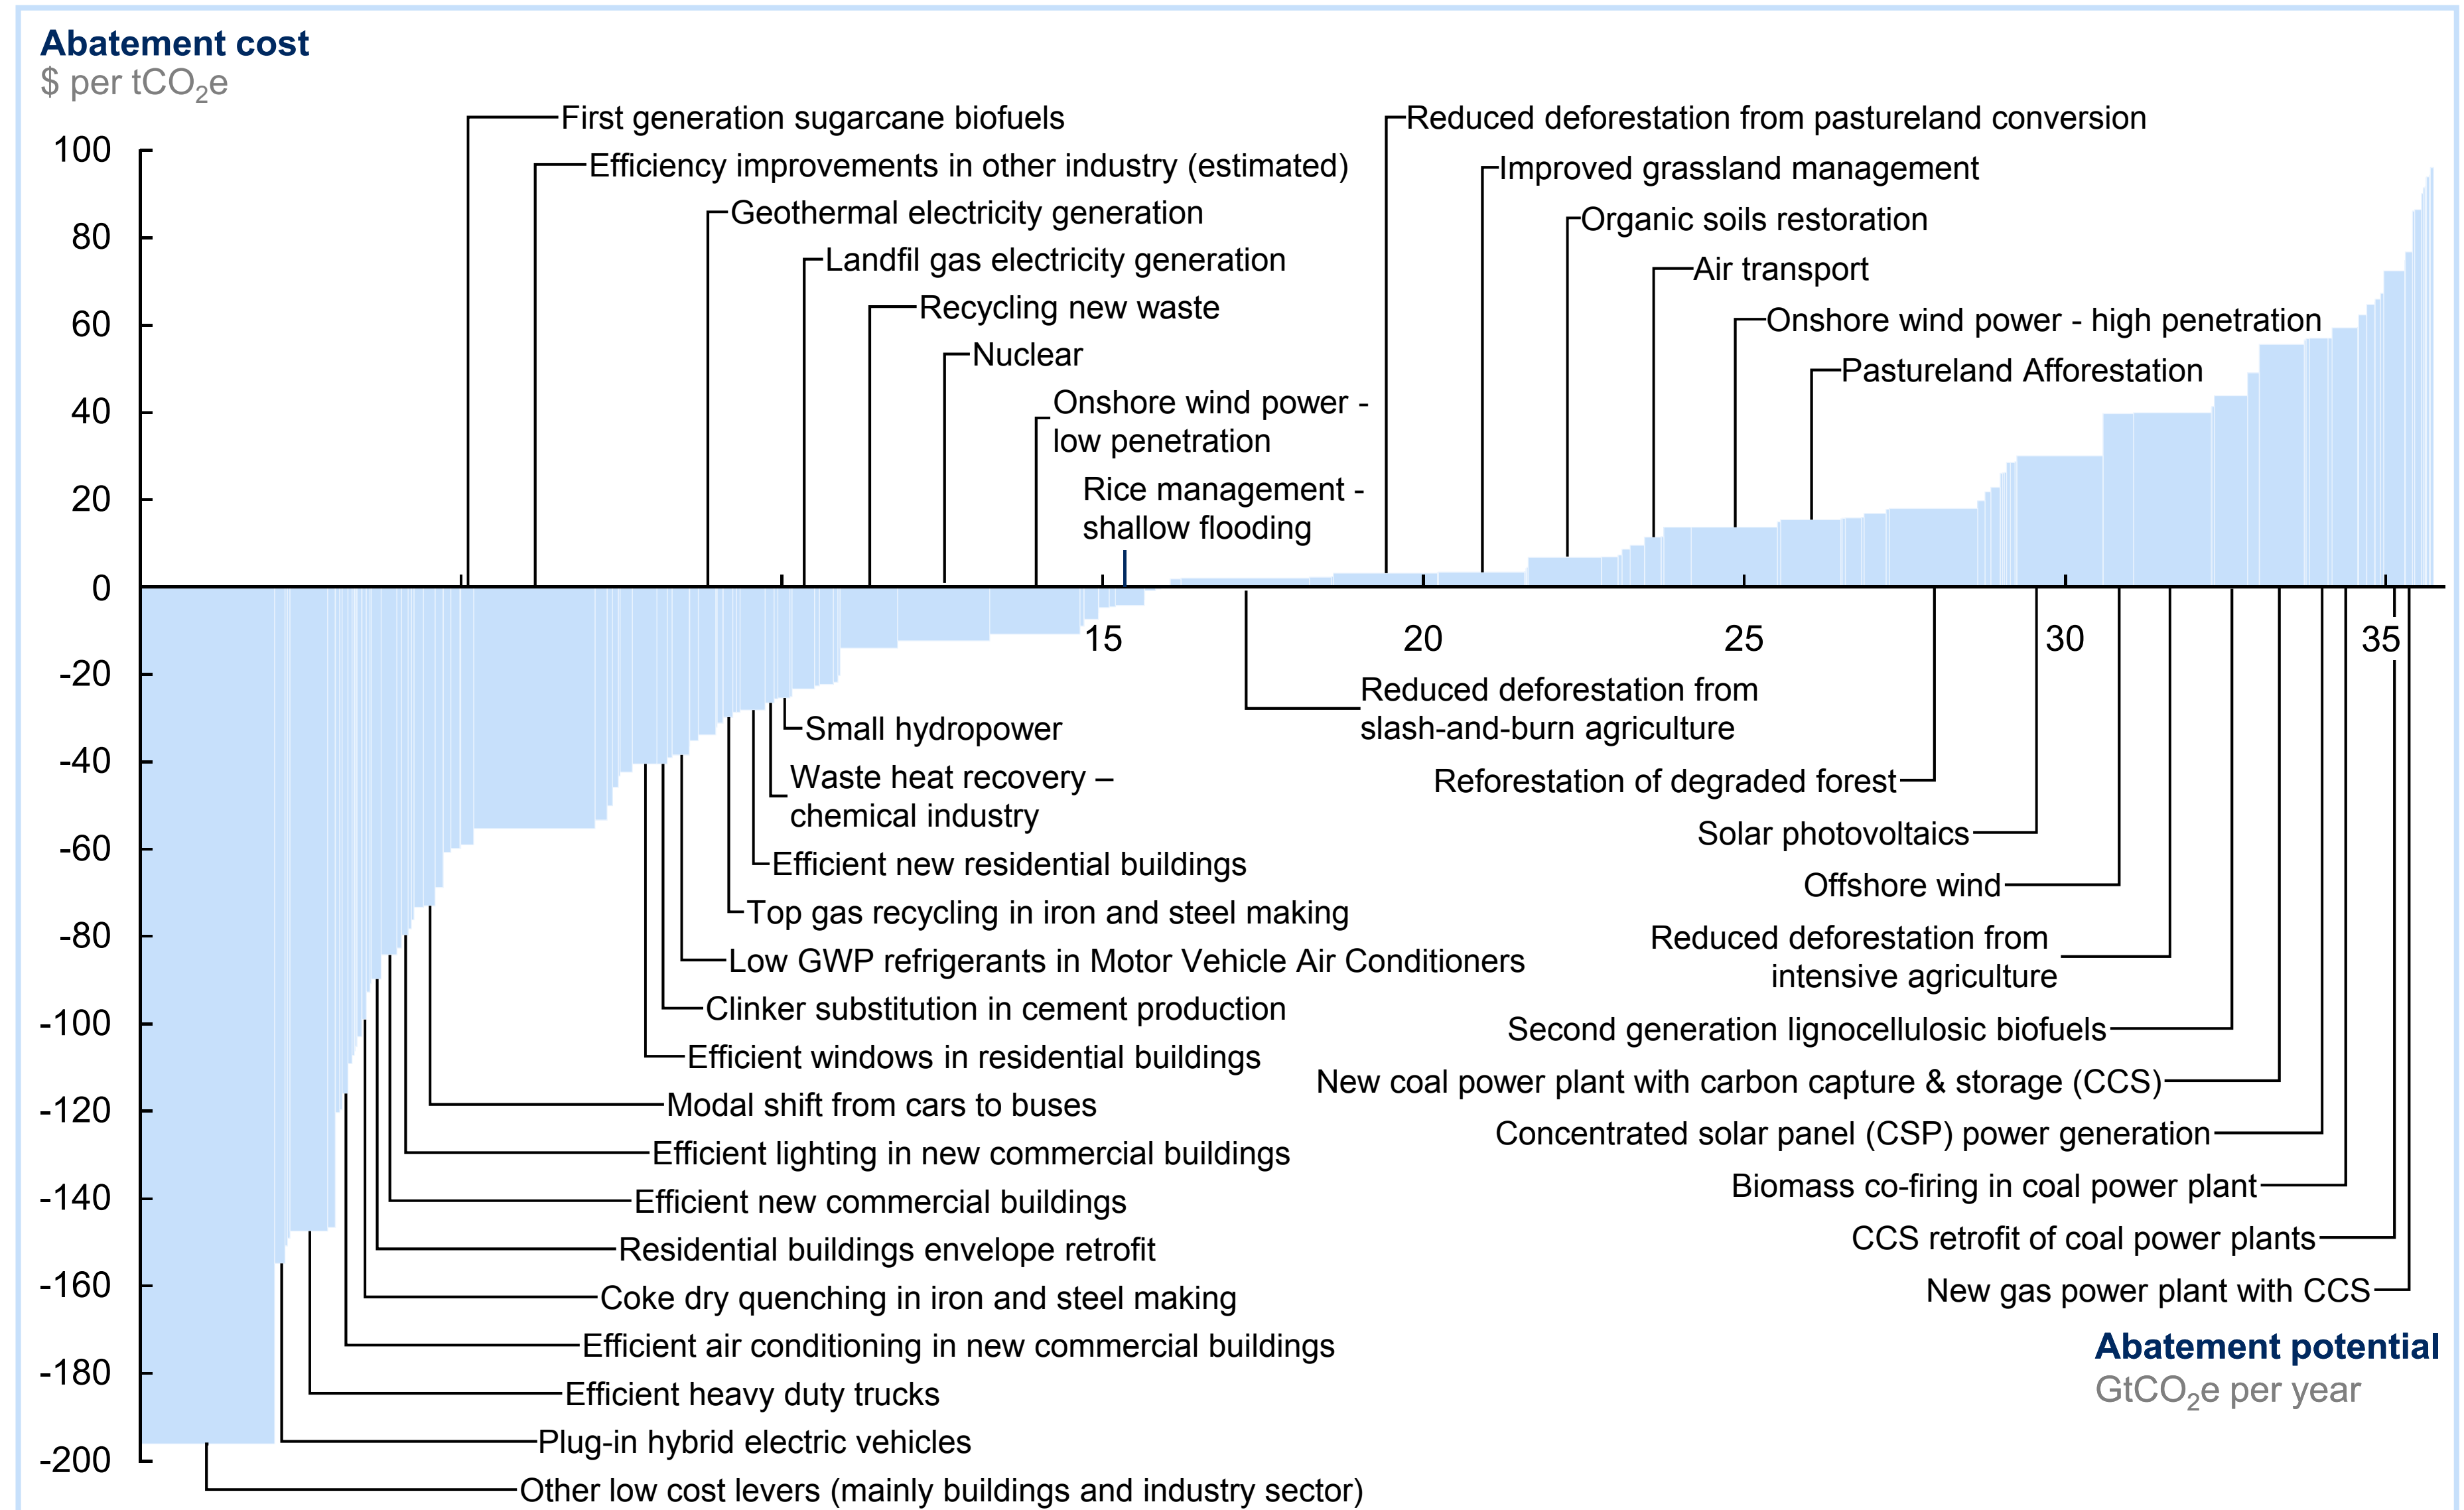 Abatement cost
$ per tCO₂e
First generation sugarcane biofuels
Efficiency improvements in other industry (estimated)
Geothermal electricity generation
Landfil gas electricity generation
Recycling new waste
Nuclear
Onshore wind power -
low penetration
Rice management -
shallow flooding
Reduced deforestation from pastureland conversion
Improved grassland management
Organic soils restoration
Air transport
Onshore wind power - high penetration
Pastureland Afforestation
100
80
60
40
20
0
-20
-40
-60
-80
-100
-120
-140
-160
-180
-200
15
20
25
30
35
Small hydropower
Waste heat recovery –
chemical industry
Efficient new residential buildings
Top gas recycling in iron and steel making
Low GWP refrigerants in Motor Vehicle Air Conditioners
Clinker substitution in cement production
Efficient windows in residential buildings
Modal shift from cars to buses
Efficient lighting in new commercial buildings
Efficient new commercial buildings
Residential buildings envelope retrofit
Coke dry quenching in iron and steel making
Efficient air conditioning in new commercial buildings
Efficient heavy duty trucks
Plug-in hybrid electric vehicles
Other low cost levers (mainly buildings and industry sector)
Reduced deforestation from
slash-and-burn agriculture
Reforestation of degraded forest
Solar photovoltaics
Offshore wind
Reduced deforestation from
intensive agriculture
Second generation lignocellulosic biofuels
New coal power plant with carbon capture & storage (CCS)
Concentrated solar panel (CSP) power generation
Biomass co-firing in coal power plant
CCS retrofit of coal power plants
New gas power plant with CCS
Abatement potential
GtCO₂e per year